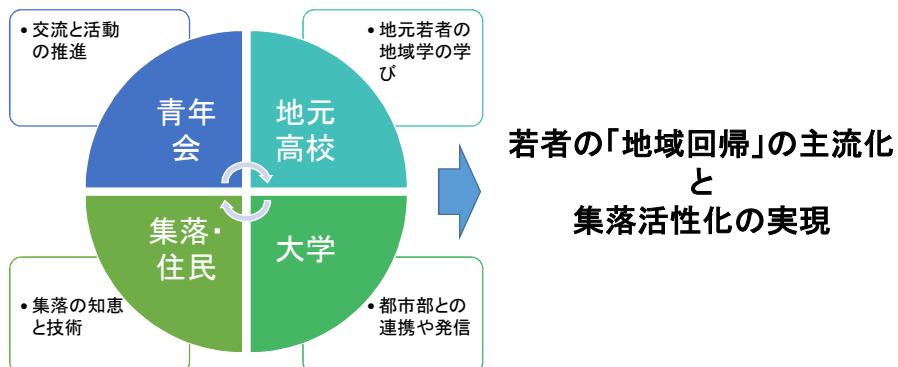 • 交流と活動
の推進
• 地元若者の
地域学の学
び
青年
会
地元
高校
集落・
住民
大学
• 集落の知恵
と技術
• 都市部との
連携や発信
若者の「地域回帰」の主流化
と
集落活性化の実現